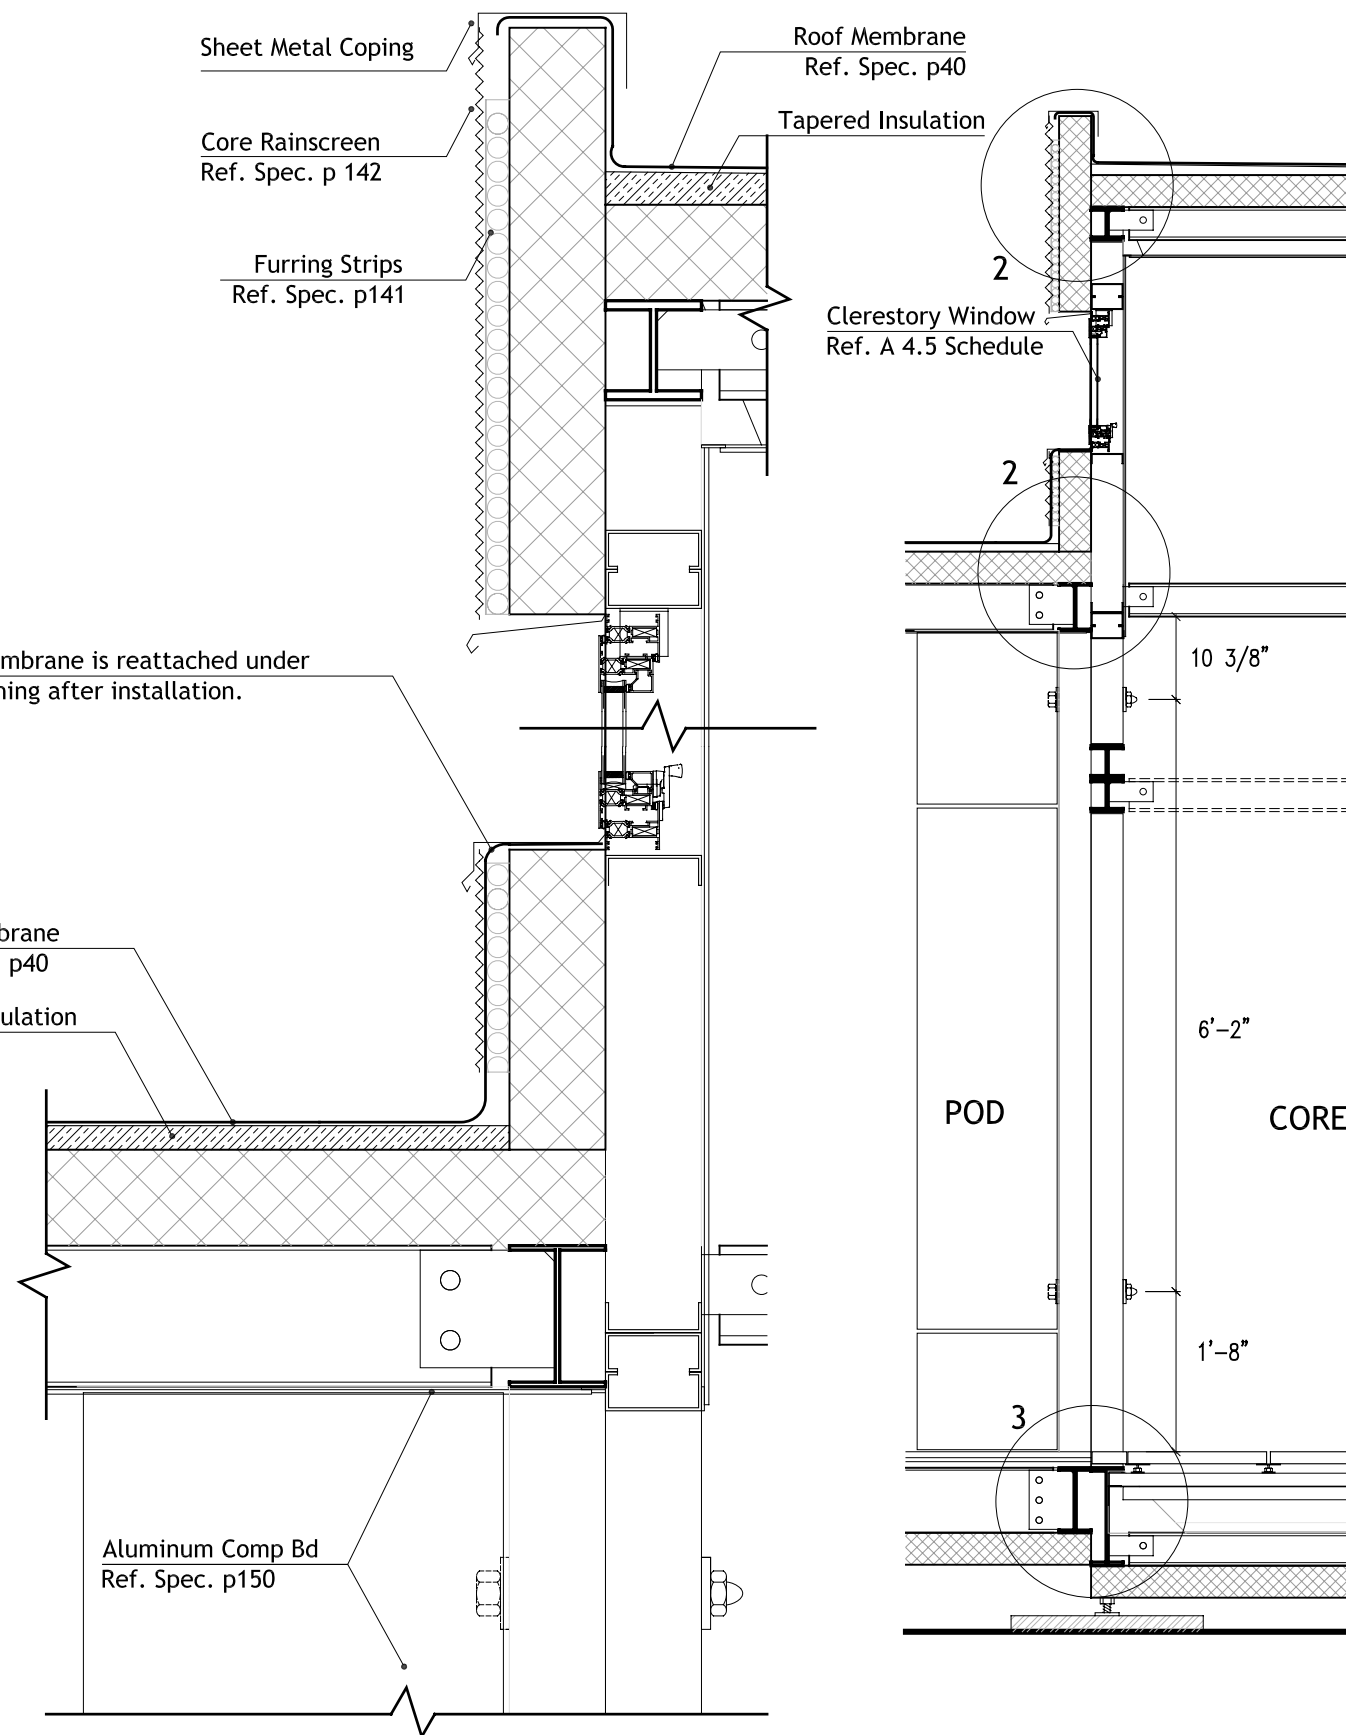 Sheet Metal Coping
Core Rainscreen
Ref. Spec. p 142
Furring Strips
Ref. Spec. p141
Roof Membrane
Ref. Spec. p40
Tapered Insulation
2
Clerestory Window
Ref. A 4.5 Schedule
2
mbrane is reattached under
ning after installation.
10 3/8"
brane
p40
ulation
6'-2"
POD
CORE
1'-8"
3
Aluminum Comp Bd
Ref. Spec. p150